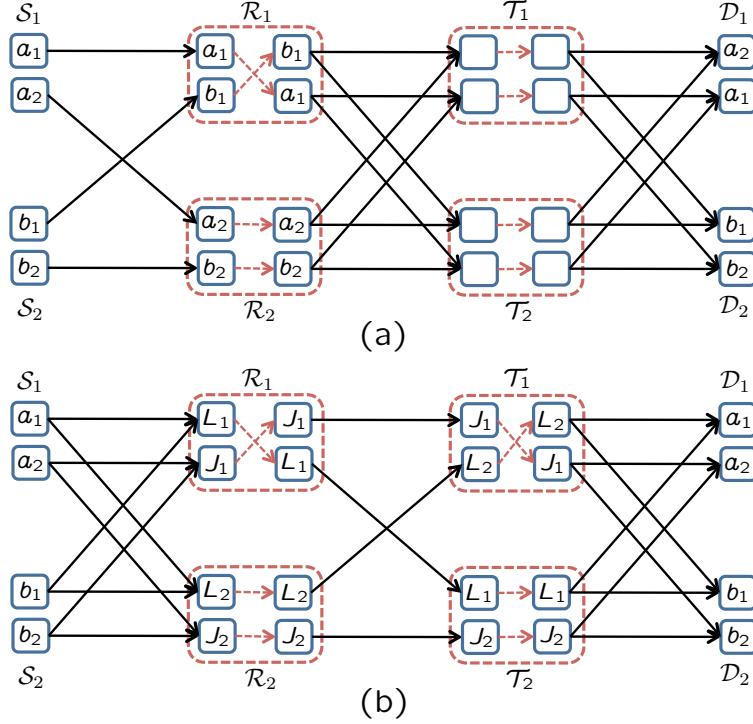 𝒮₁ ℛ₁ 𝒯₁ 𝒟₁
a₁ a₁ b₁ a₂
a₂ b₁ a₁ a₁
b₁ a₂ a₂ b₁
b₂ b₂ b₂ b₂
𝒮₂ ℛ₂ 𝒯₂ 𝒟₂
(a)
𝒮₁ ℛ₁ 𝒯₁ 𝒟₁
a₁ L₁ J₁ J₁ L₂ a₁
a₂ J₁ L₁ L₂ J₁ a₂
b₁ L₂ L₂ L₁ L₁ b₁
b₂ J₂ J₂ J₂ J₂ b₂
𝒮₂ ℛ₂ 𝒯₂ 𝒟₂
(b)